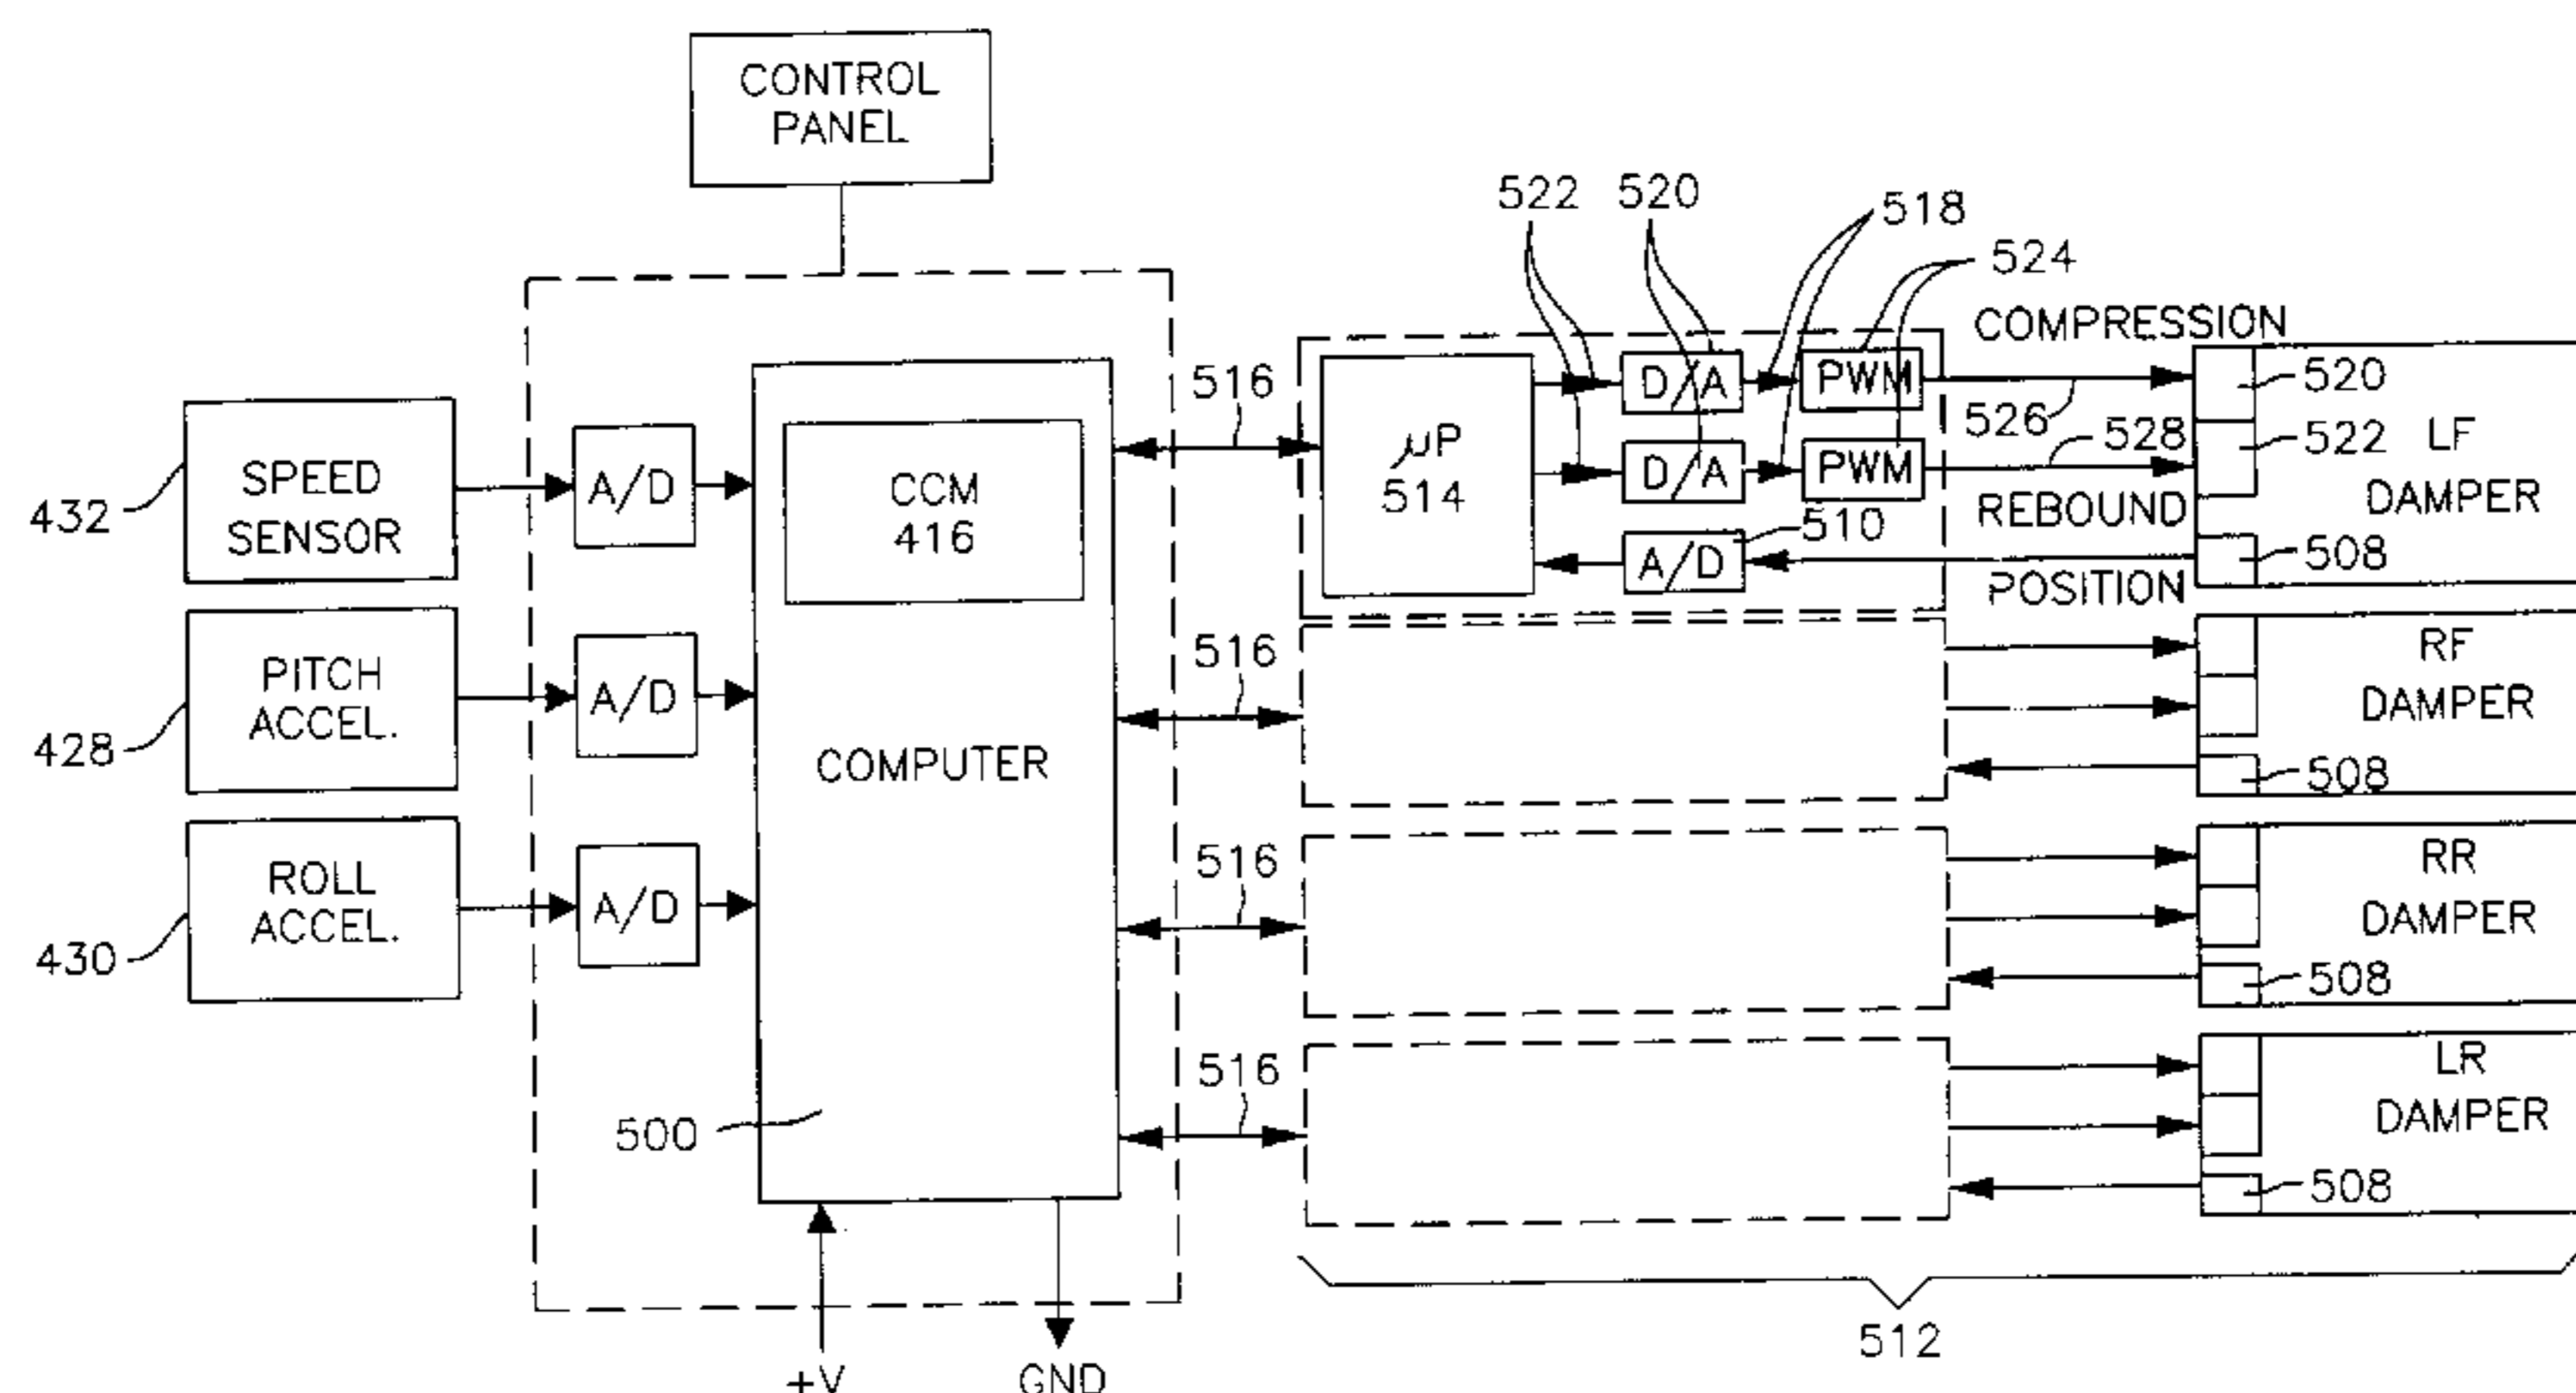 CONTROL
PANEL
522
520
518
524
COMPRESSION
516
D/A
PWM
520
526
LF
DAMPER
432
SPEED
SENSOR
A/D
CCM
416
µP
514
D/A
PWM
528
522
REBOUND
510
A/D
508
POSITION
428
PITCH
ACCEL.
A/D
COMPUTER
516
RF
DAMPER
508
430
ROLL
ACCEL.
A/D
516
RR
DAMPER
508
500
516
LR
DAMPER
508
+V
GND
512